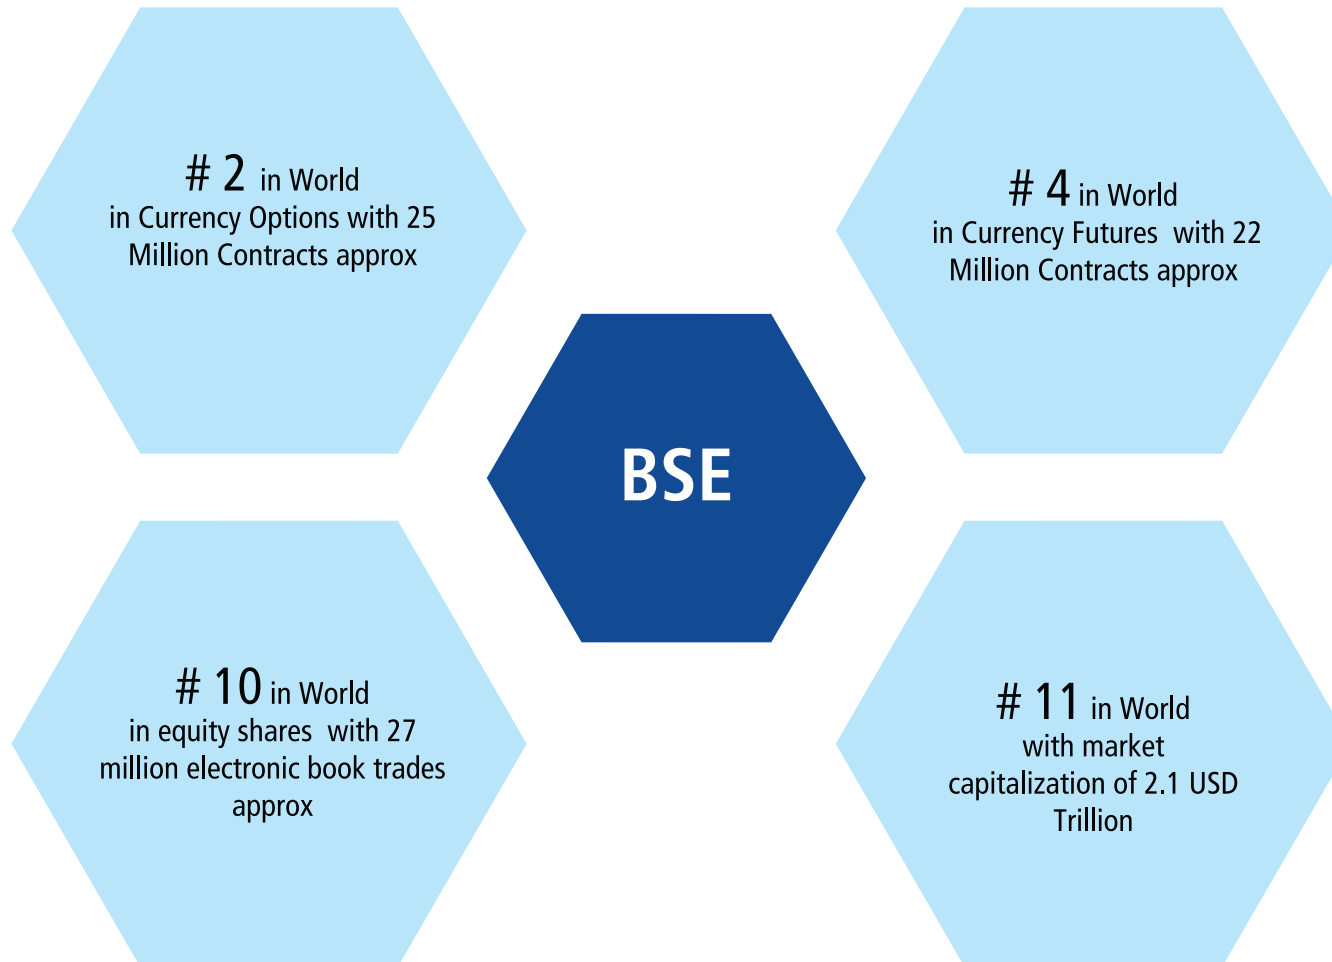 # 2 in World
in Currency Options with 25
Million Contracts approx
# 4 in World
in Currency Futures with 22
Million Contracts approx
BSE
# 10 in World
in equity shares with 27
million electronic book trades
approx
# 11 in World
with market
capitalization of 2.1 USD
Trillion